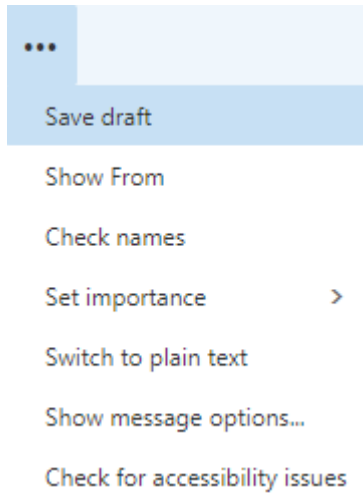 •••
Save draft
Show From
Check names
Set importance >
Switch to plain text
Show message options...
Check for accessibility issues